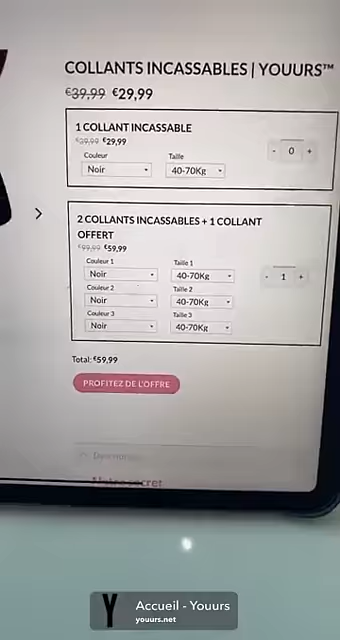 COLLANTS INCASSABLES | YOUURS™
€39,99 €29,99
1 COLLANT INCASSABLE
€39,99 €29,99
Couleur Taille
Noir 40-70Kg
- 0 +
2 COLLANTS INCASSABLES + 1 COLLANT
OFFERT
€99,99 €59,99
Couleur 1 Taille 1
Noir 40-70Kg
- 1 +
Couleur 2 Taille 2
Noir 40-70Kg
Couleur 3 Taille 3
Noir 40-70Kg
Total: €59,99
PROFITEZ DE L'OFFRE
Notre secret
Y Accueil - Youurs
youurs.net